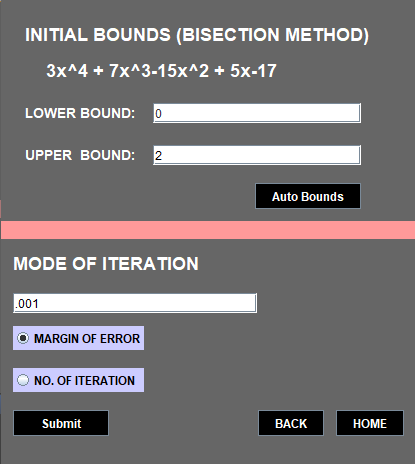 INITIAL BOUNDS (BISECTION METHOD)
3x^4 + 7x^3-15x^2 + 5x-17
LOWER BOUND: 0
UPPER BOUND: 2
Auto Bounds
MODE OF ITERATION
.001
MARGIN OF ERROR
NO. OF ITERATION
Submit BACK HOME